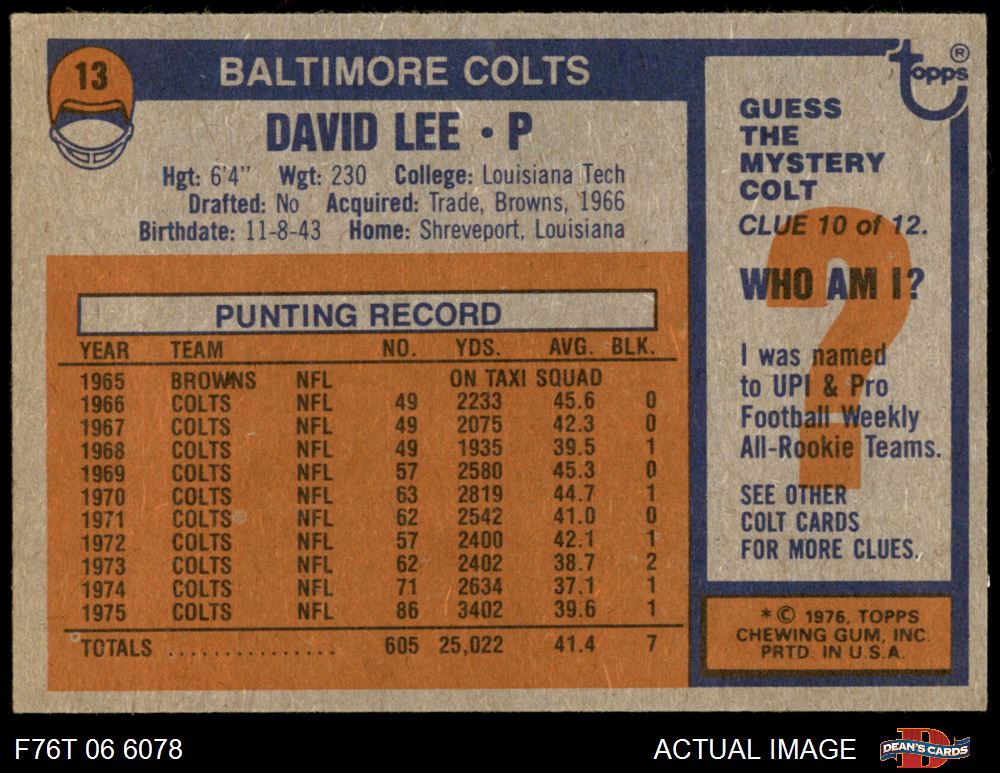 13
BALTIMORE COLTS
DAVID LEE • P
Hgt: 6'4" Wgt: 230 College: Louisiana Tech
Drafted: No Acquired: Trade, Browns, 1966
Birthdate: 11-8-43 Home: Shreveport, Louisiana
PUNTING RECORD
YEAR TEAM NO. YDS. AVG. BLK.
1965 BROWNS NFL ON TAXI SQUAD
1966 COLTS NFL 49 2233 45.6 0
1967 COLTS NFL 49 2075 42.3 0
1968 COLTS NFL 49 1935 39.5 1
1969 COLTS NFL 57 2580 45.3 0
1970 COLTS NFL 63 2819 44.7 1
1971 COLTS NFL 62 2542 41.0 0
1972 COLTS NFL 57 2400 42.1 1
1973 COLTS NFL 62 2402 38.7 2
1974 COLTS NFL 71 2634 37.1 1
1975 COLTS NFL 86 3402 39.6 1
TOTALS ................ 605 25,022 41.4 7
topps ®
GUESS
THE
MYSTERY
COLT
CLUE 10 of 12.
?
WHO AM I?
I was named
to UPI & Pro
Football Weekly
All-Rookie Teams.
SEE OTHER
COLT CARDS
FOR MORE CLUES.
* © 1976, TOPPS
CHEWING GUM, INC.
PRTD. IN U.S.A.
F76T 06 6078
ACTUAL IMAGE
D
DEAN'S CARDS